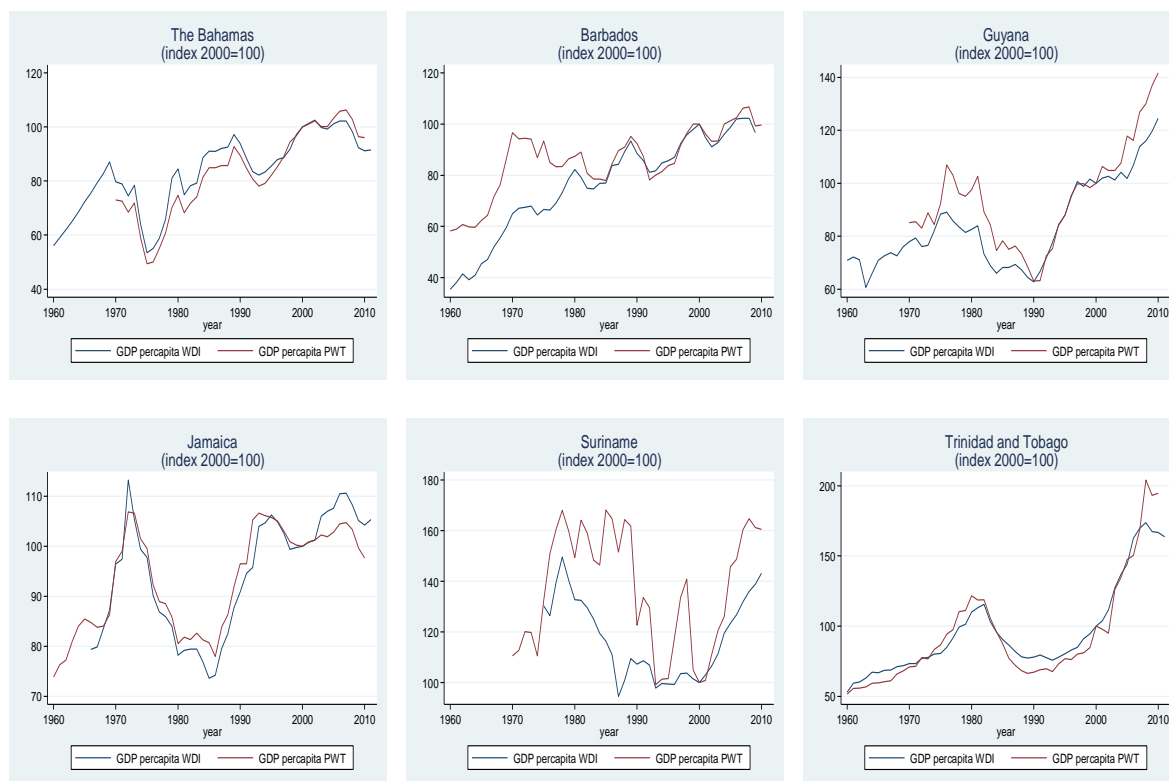 The Bahamas
(index 2000=100)
120
100
80
60
40
1960 1970 1980 1990 2000 2010
year
GDP percapita WDI GDP percapita PWT
Barbados
(index 2000=100)
120
100
80
60
40
1960 1970 1980 1990 2000 2010
year
GDP percapita WDI GDP percapita PWT
Guyana
(index 2000=100)
140
120
100
80
60
1960 1970 1980 1990 2000 2010
year
GDP percapita WDI GDP percapita PWT
Jamaica
(index 2000=100)
110
100
90
80
70
1960 1970 1980 1990 2000 2010
year
GDP percapita WDI GDP percapita PWT
Suriname
(index 2000=100)
180
160
140
120
100
1960 1970 1980 1990 2000 2010
year
GDP percapita WDI GDP percapita PWT
Trinidad and Tobago
(index 2000=100)
200
150
100
50
1960 1970 1980 1990 2000 2010
year
GDP percapita WDI GDP percapita PWT